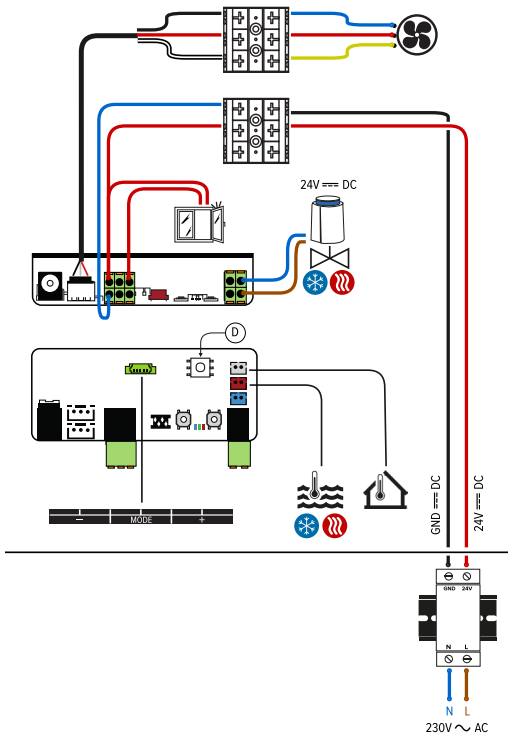 24V DC
D
GND DC
24V DC
− MODE +
GND 24V
N L
N L
230V ~ AC